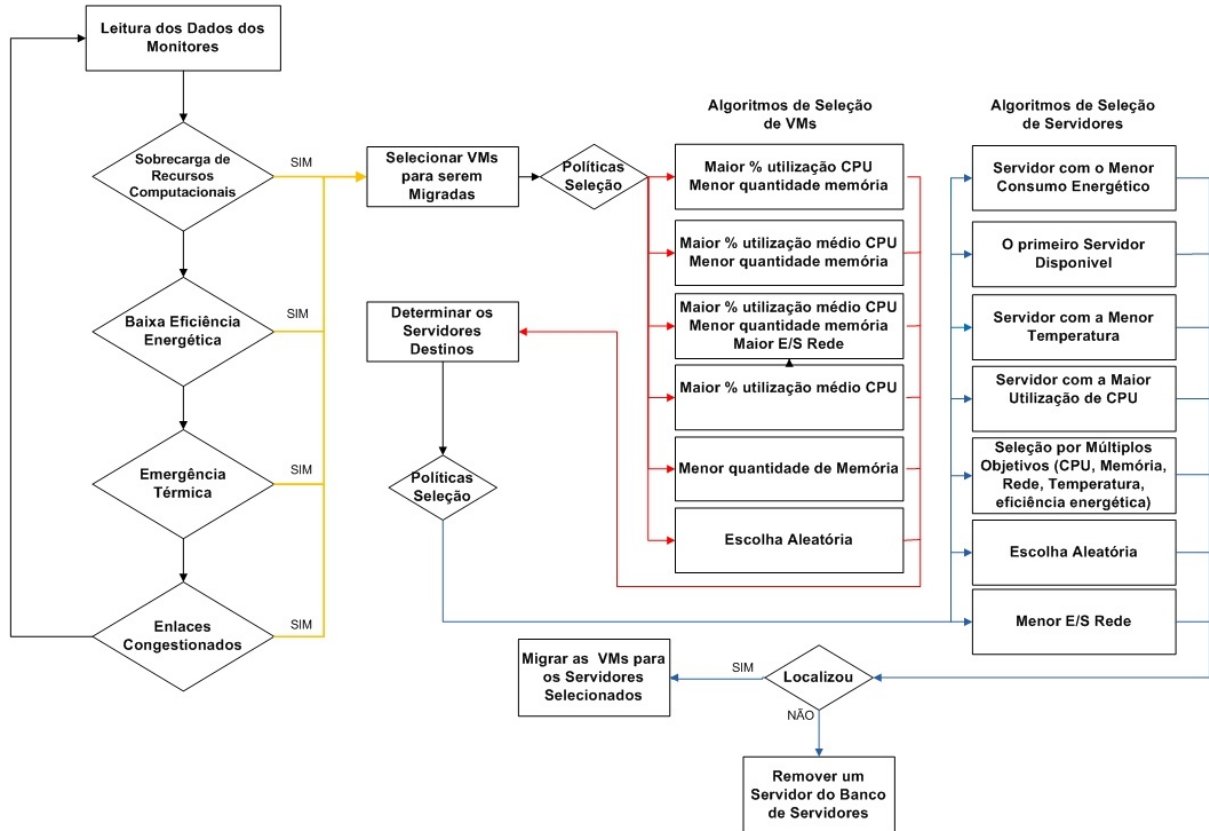 Leitura dos Dados dos
Monitores
Sobrecarga de
Recursos
Computacionais
SIM
Baixa Eficiência
Energética
SIM
Emergência
Térmica
SIM
Enlaces
Congestionados
SIM
Selecionar VMs
para serem
Migradas
Políticas
Seleção
Algoritmos de Seleção
de VMs
Maior % utilização CPU
Menor quantidade memória
Maior % utilização médio CPU
Menor quantidade memória
Maior % utilização médio CPU
Menor quantidade memória
Maior E/S Rede
Maior % utilização médio CPU
Menor quantidade de Memória
Escolha Aleatória
Determinar os
Servidores
Destinos
Políticas
Seleção
Algoritmos de Seleção
de Servidores
Servidor com o Menor
Consumo Energético
O primeiro Servidor
Disponivel
Servidor com a Menor
Temperatura
Servidor com a Maior
Utilização de CPU
Seleção por Múltiplos
Objetivos (CPU, Memória,
Rede, Temperatura,
eficiência energética)
Escolha Aleatória
Menor E/S Rede
Localizou
SIM
Migrar as VMs para
os Servidores
Selecionados
NÃO
Remover um
Servidor do Banco
de Servidores